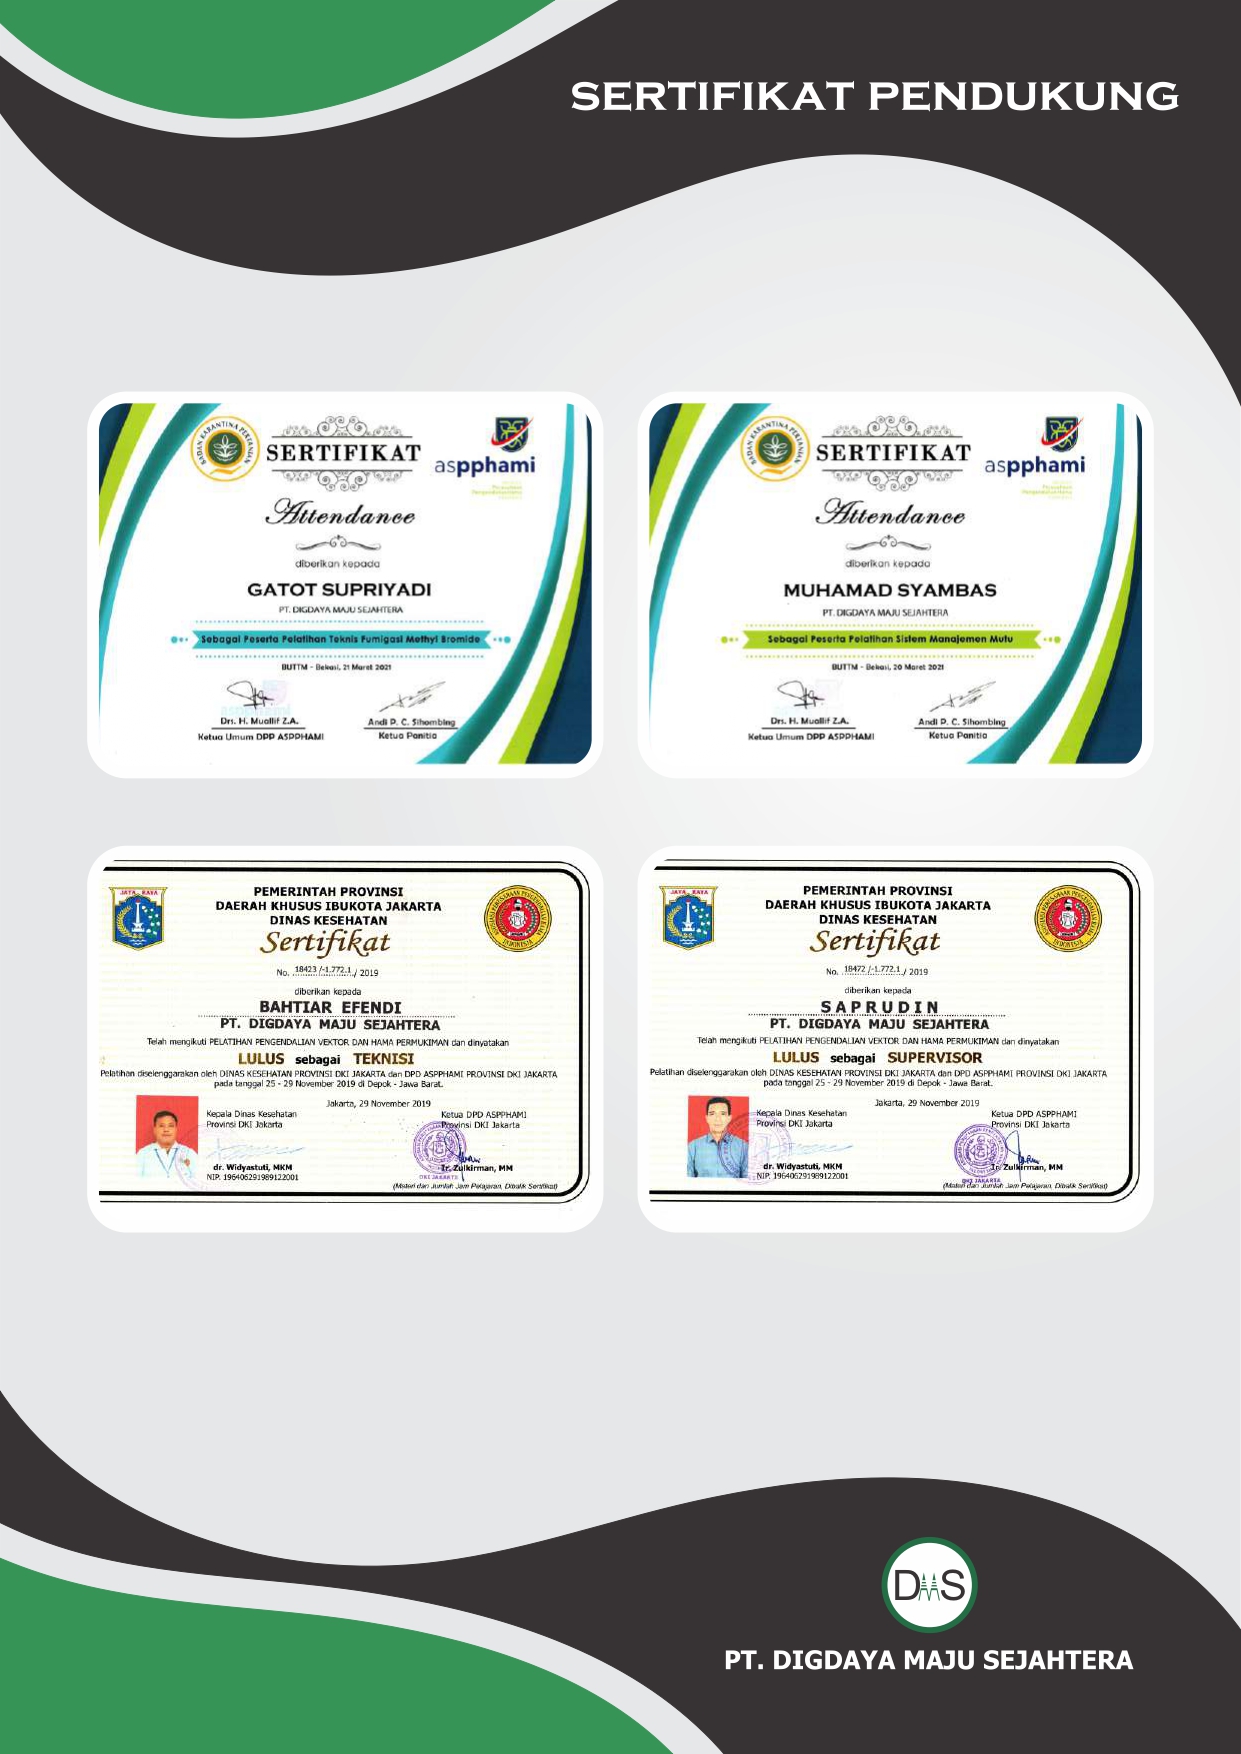 SERTIFIKAT PENDUKUNG
BADAN KARANTINA PERTANIAN
SERTIFIKAT
aspphami
Attendance
diberikan kepada
GATOT SUPRIYADI
PT. DIGDAYA MAJU SEJAHTERA
Sebagai Peserta Pelatihan Teknis Fumigasi Methyl Bromide
BUTTM - Bekasi, 21 Maret 2021
Drs. H. Muallif Z.A.
Ketua Umum DPP ASPPHAMI
Andi P. C. Sihombing
Ketua Panitia
BADAN KARANTINA PERTANIAN
SERTIFIKAT
aspphami
Attendance
diberikan kepada
MUHAMAD SYAMBAS
PT. DIGDAYA MAJU SEJAHTERA
Sebagai Peserta Pelatihan Sistem Manajemen Mutu
BUTTM - Bekasi, 20 Maret 2021
Drs. H. Muallif Z.A.
Ketua Umum DPP ASPPHAMI
Andi P. C. Sihombing
Ketua Panitia
JAYA RAYA
PEMERINTAH PROVINSI
DAERAH KHUSUS IBUKOTA JAKARTA
DINAS KESEHATAN
Sertifikat
No. 18423 /-1.772.1 / 2019
diberikan kepada
BAHTIAR EFENDI
PT. DIGDAYA MAJU SEJAHTERA
Telah mengikuti PELATIHAN PENGENDALIAN VEKTOR DAN HAMA PERMUKIMAN dan dinyatakan
LULUS sebagai TEKNISI
Pelatihan diselenggarakan oleh DINAS KESEHATAN PROVINSI DKI JAKARTA dan DPD ASPPHAMI PROVINSI DKI JAKARTA
pada tanggal 25 - 29 November 2019 di Depok - Jawa Barat.
Jakarta, 29 November 2019
Kepala Dinas Kesehatan
Provinsi DKI Jakarta
dr. Widyastuti, MKM
NIP. 196406291989122001
Ketua DPD ASPPHAMI
Provinsi DKI Jakarta
Ir. Zulkirman, MM
DKI JAKARTA
(Materi dan Jumlah Jam Pelajaran, Dibalik Sertifikat)
JAYA RAYA
PEMERINTAH PROVINSI
DAERAH KHUSUS IBUKOTA JAKARTA
DINAS KESEHATAN
Sertifikat
No. 18472 /-1.772.1 / 2019
diberikan kepada
SAPRUDIN
PT. DIGDAYA MAJU SEJAHTERA
Telah mengikuti PELATIHAN PENGENDALIAN VEKTOR DAN HAMA PERMUKIMAN dan dinyatakan
LULUS sebagai SUPERVISOR
Pelatihan diselenggarakan oleh DINAS KESEHATAN PROVINSI DKI JAKARTA dan DPD ASPPHAMI PROVINSI DKI JAKARTA
pada tanggal 25 - 29 November 2019 di Depok - Jawa Barat.
Jakarta, 29 November 2019
Kepala Dinas Kesehatan
Provinsi DKI Jakarta
dr. Widyastuti, MKM
NIP. 196406291989122001
Ketua DPD ASPPHAMI
Provinsi DKI Jakarta
Ir. Zulkirman, MM
DKI JAKARTA
(Materi dan Jumlah Jam Pelajaran, Dibalik Sertifikat)
DMS
PT. DIGDAYA MAJU SEJAHTERA